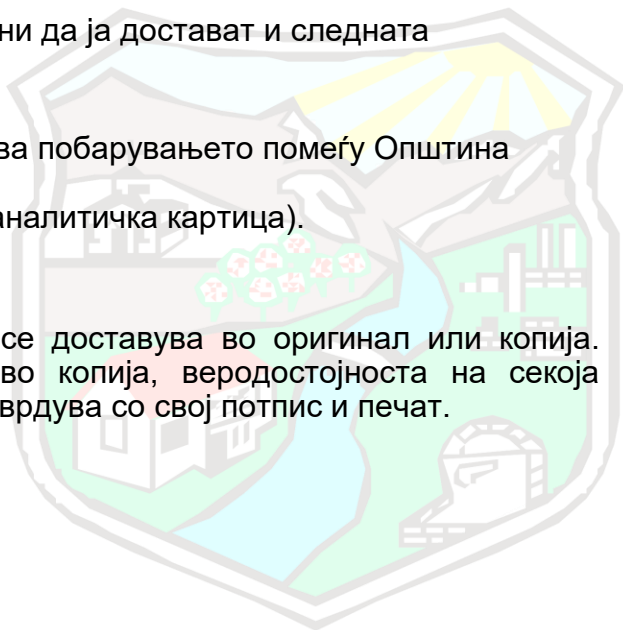 ни да ја достават и следната
ва побарувањето помеѓу Општина
аналитичка картица).
се доставува во оригинал или копија.
во копија, веродостојноста на секоја
врдува со свој потпис и печат.